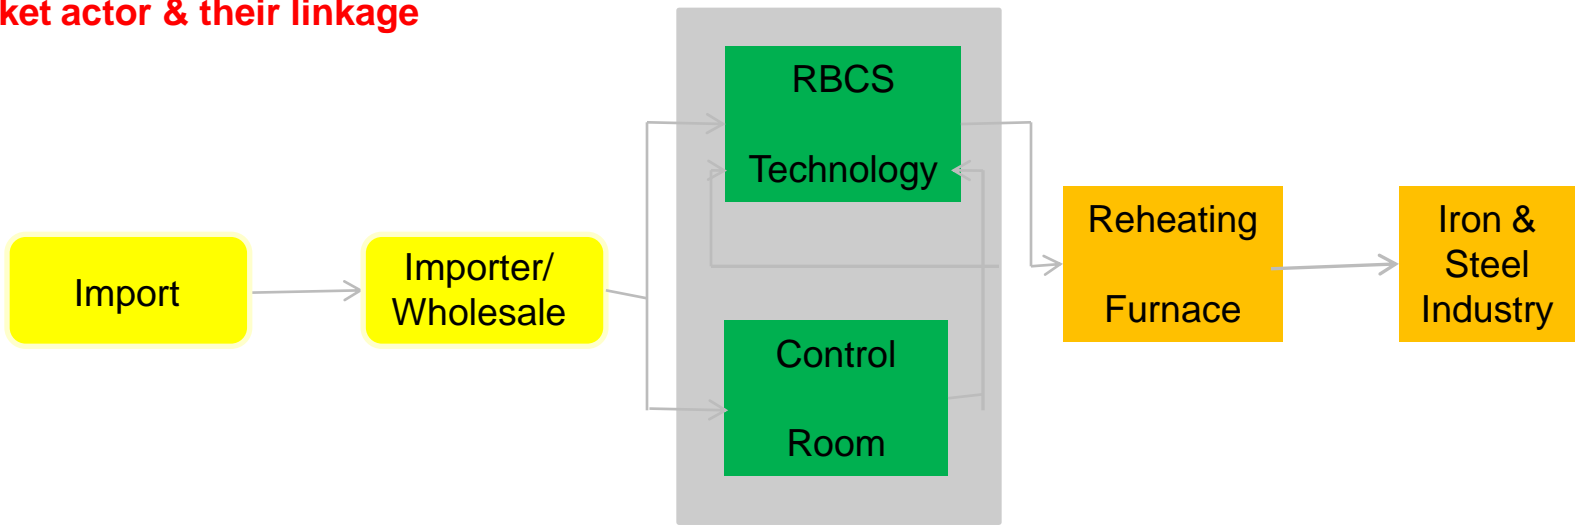 ket actor & their linkage
RBCS
Technology
Import
Importer/
Wholesale
Control
Room
Reheating
Furnace
Iron &
Steel
Industry